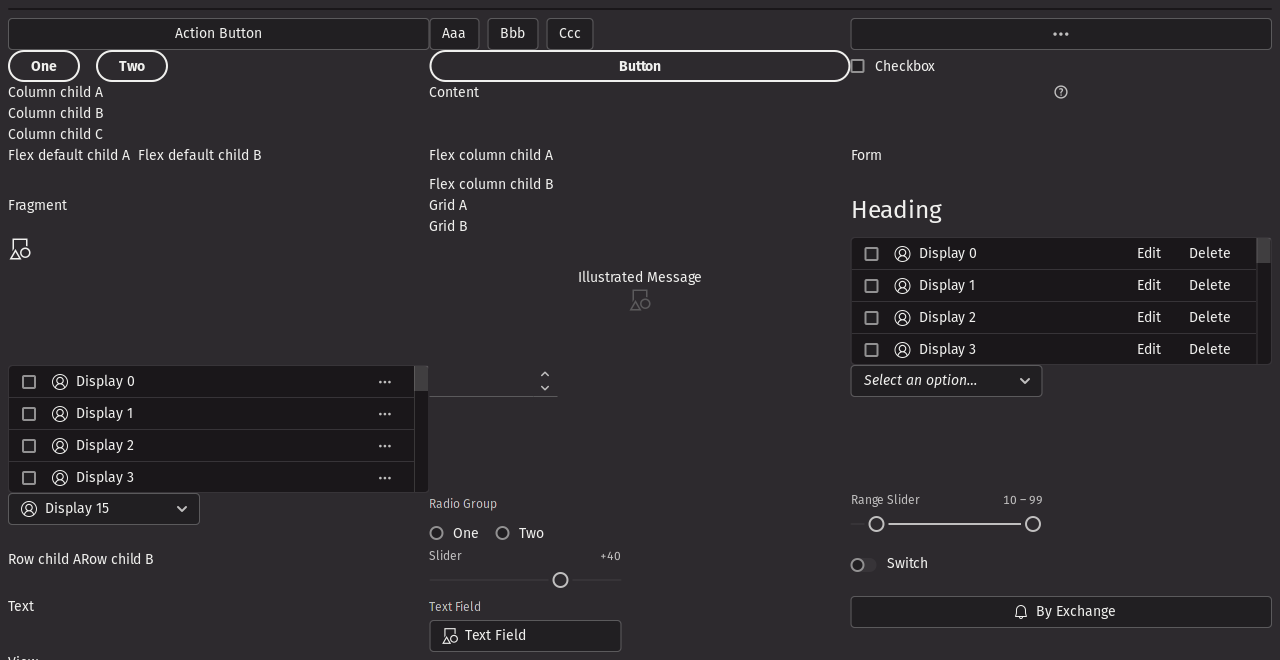 Action Button
Aaa Bbb Ccc
One Two
Button
Checkbox
Column child A
Column child B
Column child C
Content
Flex default child A Flex default child B
Flex column child A
Flex column child B
Form
Fragment
Grid A
Grid B
Heading
Illustrated Message
Display 0 Edit Delete
Display 1 Edit Delete
Display 2 Edit Delete
Display 3 Edit Delete
Display 0
Display 1
Display 2
Display 3
Select an option...
Display 15
Radio Group
One Two
Range Slider 10 – 99
Row child ARow child B
Slider +40
Switch
Text
Text Field
Text Field
By Exchange
View